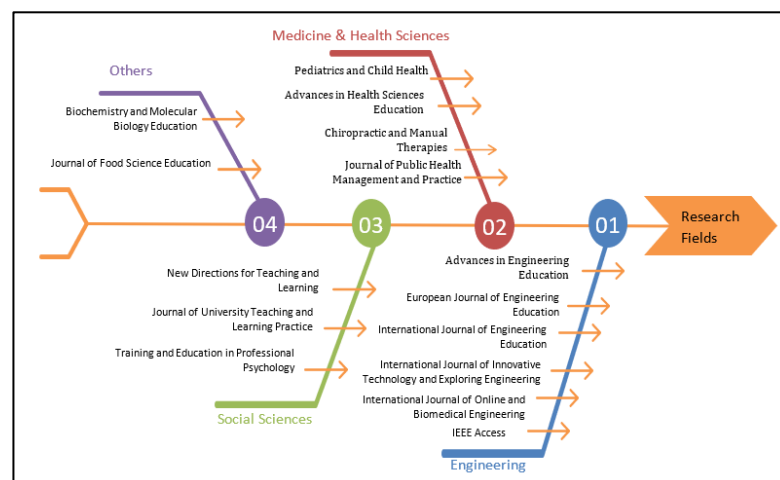 Medicine & Health Sciences
Others
Pediatrics and Child Health
Advances in Health Sciences
Education
Biochemistry and Molecular
Biology Education
Chiropractic and Manual
Therapies
Journal of Food Science Education
Journal of Public Health
Management and Practice
04
03
02
01
Research
Fields
New Directions for Teaching and
Learning
Journal of University Teaching and
Learning Practice
Training and Education in Professional
Psychology
Social Sciences
Advances in Engineering
Education
European Journal of Engineering
Education
International Journal of Engineering
Education
International Journal of Innovative
Technology and Exploring Engineering
International Journal of Online and
Biomedical Engineering
IEEE Access
Engineering